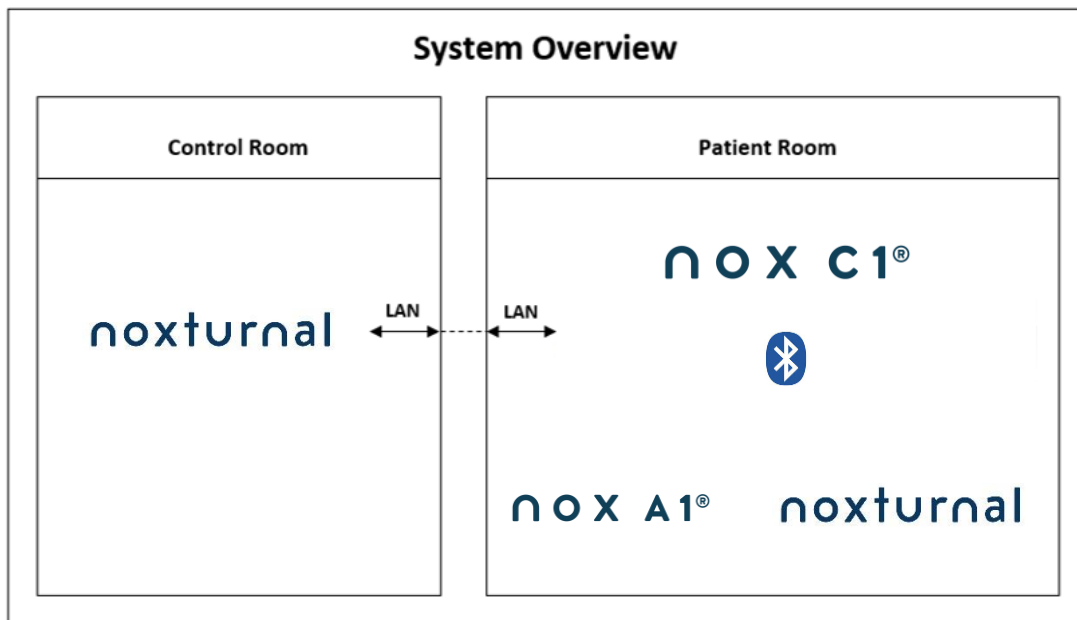 System Overview
Control Room
Patient Room
nox C1®
noxturnal
LAN
LAN
nox A1®
noxturnal